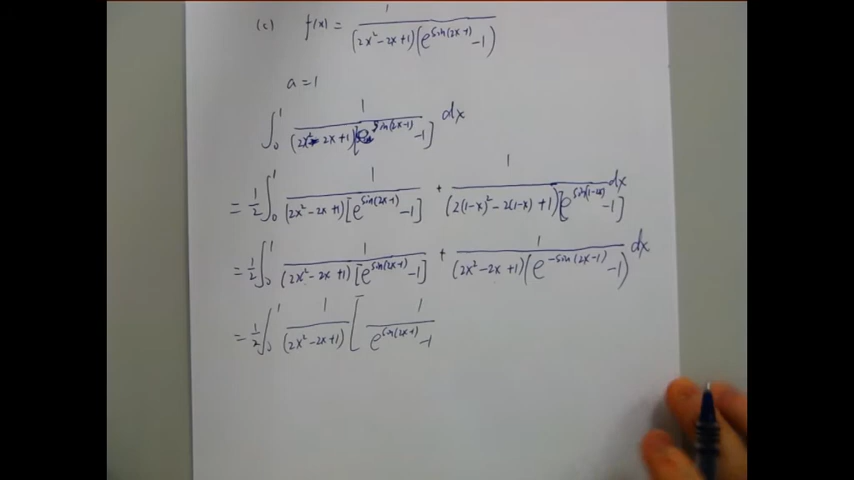 (c) f(x) = 1/((2x²-2x+1)(e^sin(2x-1) -1))
a=1
∫₀¹ 1/((2x²-2x+1)[e^sin(2x-1) -1]) dx
= 1/2 ∫₀¹ 1/((2x²-2x+1)[e^sin(2x-1) -1]) + 1/((2(1-x)²-2(1-x)+1)[e^sin(1-2x) -1]) dx
= 1/2 ∫₀¹ 1/((2x²-2x+1)[e^sin(2x-1) -1]) + 1/((2x²-2x+1)(e^-sin(2x-1) -1)) dx
= 1/2 ∫₀¹ 1/(2x²-2x+1) [ 1/(e^sin(2x-1) -1)